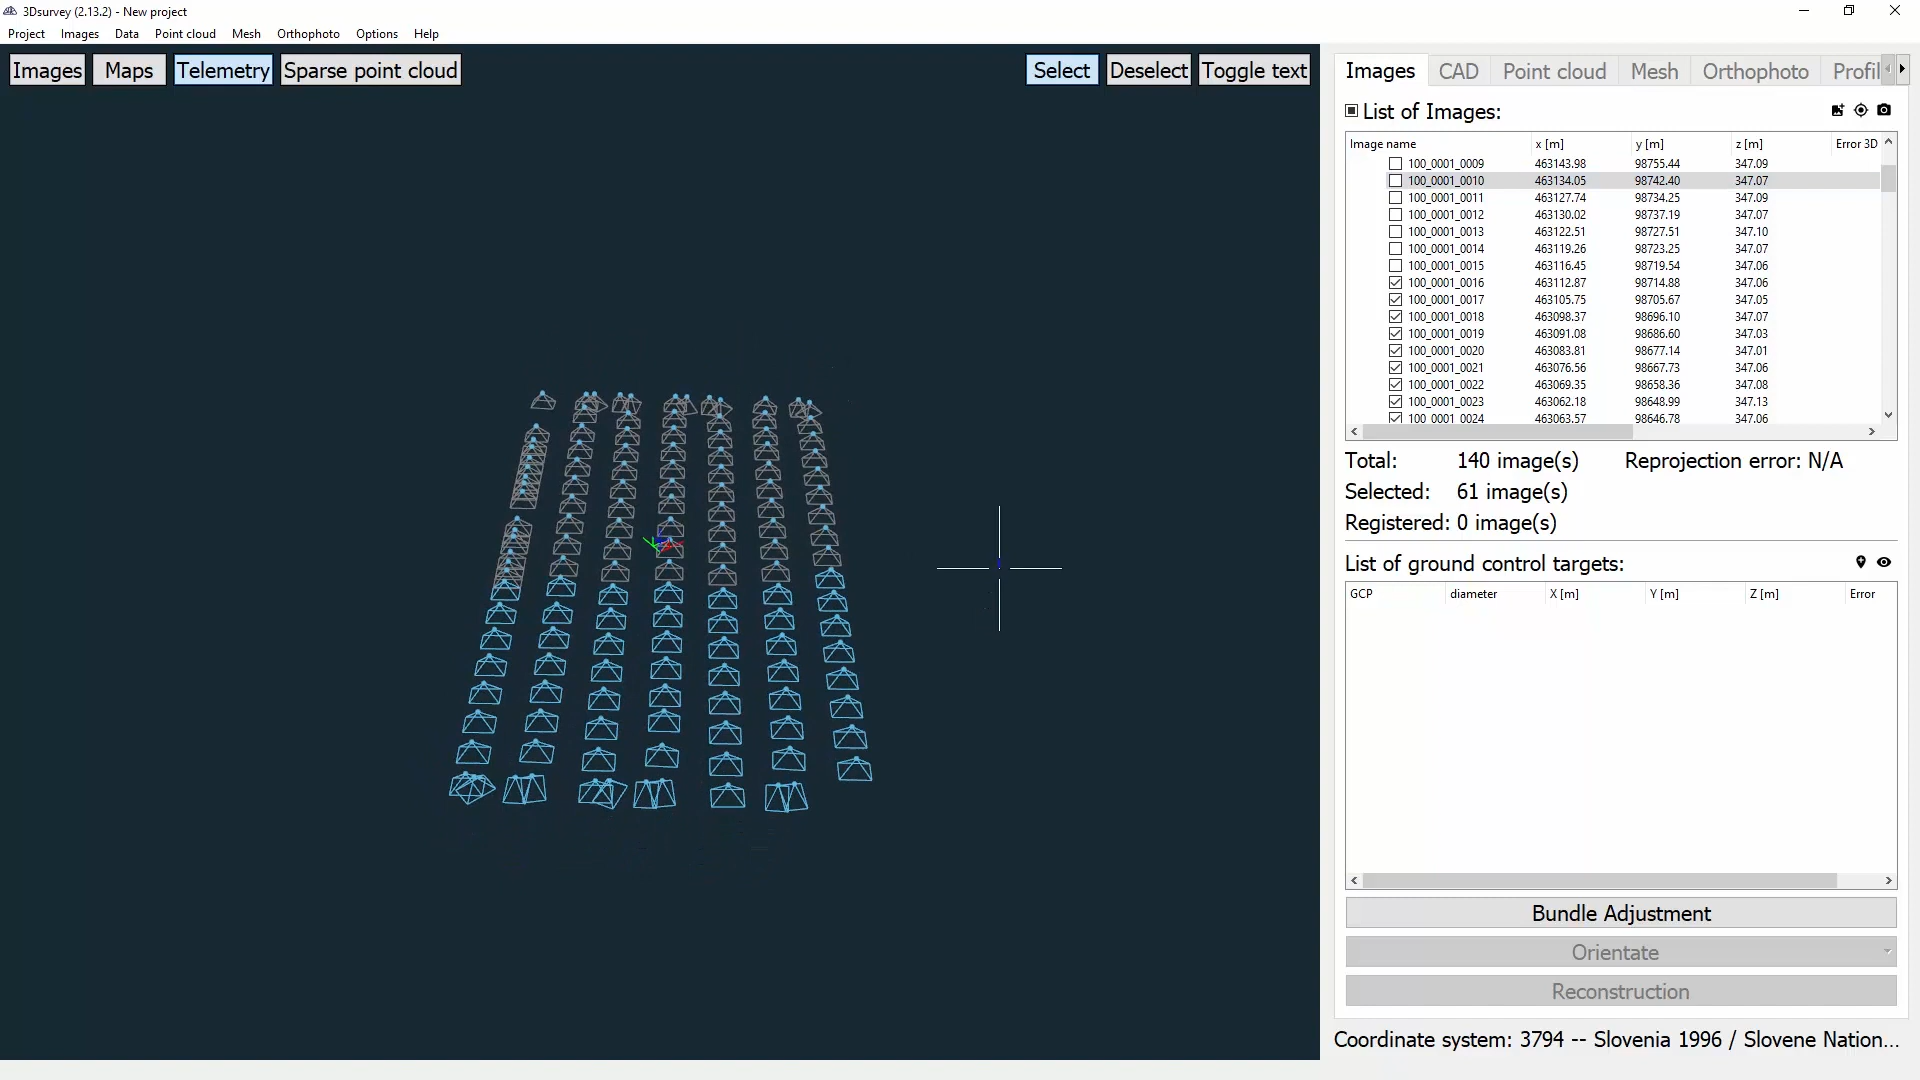 3Dsurvey (2.13.2) - New project
Project Images Data Point cloud Mesh Orthophoto Options Help
Images Maps Telemetry Sparse point cloud Select Deselect Toggle text
Images CAD Point cloud Mesh Orthophoto Profil
List of Images:
Image name x [m] y [m] z [m] Error 3D
100_0001_0009 463143.98 98755.44 347.09
100_0001_0010 463134.05 98742.40 347.07
100_0001_0011 463127.74 98734.25 347.09
100_0001_0012 463130.02 98737.19 347.07
100_0001_0013 463122.51 98727.51 347.10
100_0001_0014 463119.26 98723.25 347.07
100_0001_0015 463116.45 98719.54 347.06
100_0001_0016 463112.87 98714.88 347.06
100_0001_0017 463105.75 98705.67 347.05
100_0001_0018 463098.37 98696.10 347.07
100_0001_0019 463091.08 98686.60 347.03
100_0001_0020 463083.81 98677.14 347.01
100_0001_0021 463076.56 98667.73 347.06
100_0001_0022 463069.35 98658.36 347.08
100_0001_0023 463062.18 98648.99 347.13
100_0001_0024 463063.57 98646.78 347.06
Total: 140 image(s) Reprojection error: N/A
Selected: 61 image(s)
Registered: 0 image(s)
List of ground control targets:
GCP diameter X [m] Y [m] Z [m] Error
Bundle Adjustment
Orientate
Reconstruction
Coordinate system: 3794 -- Slovenia 1996 / Slovene Nation...